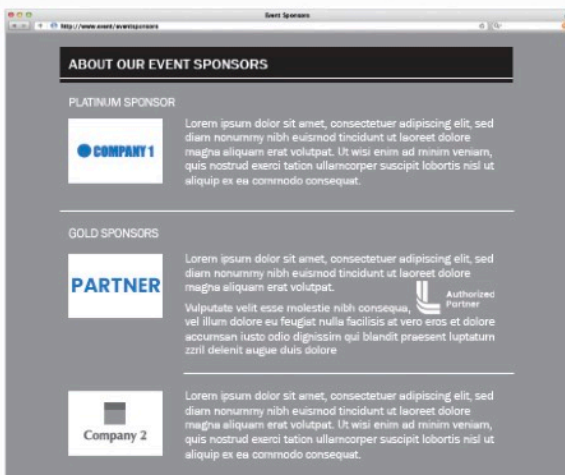 Event Sponsors
http://www.event/eventsponsors
ABOUT OUR EVENT SPONSORS
PLATINUM SPONSOR
COMPANY 1
Lorem ipsum dolor sit amet, consectetuer adipiscing elit, sed
diam nonummy nibh euismod tincidunt ut laoreet dolore
magna aliquam erat volutpat. Ut wisi enim ad minim veniam,
quis nostrud exerci tation ullamcorper suscipit lobortis nisl ut
aliquip ex ea commodo consequat.
GOLD SPONSORS
PARTNER
Lorem ipsum dolor sit amet, consectetuer adipiscing elit, sed
diam nonummy nibh euismod tincidunt ut laoreet dolore
magna aliquam erat volutpat.
Vulputate velit esse molestie nibh consequa,
vel illum dolore eu feugiat nulla facilisis at vero eros et dolore
accumsan iusto odio dignissim qui blandit praesent luptatum
zzril delenit augue duis dolore
Authorized
Partner
Company 2
Lorem ipsum dolor sit amet, consectetuer adipiscing elit, sed
diam nonummy nibh euismod tincidunt ut laoreet dolore
magna aliquam erat volutpat. Ut wisi enim ad minim veniam,
quis nostrud exerci tation ullamcorper suscipit lobortis nisl ut
aliquip ex ea commodo consequat.